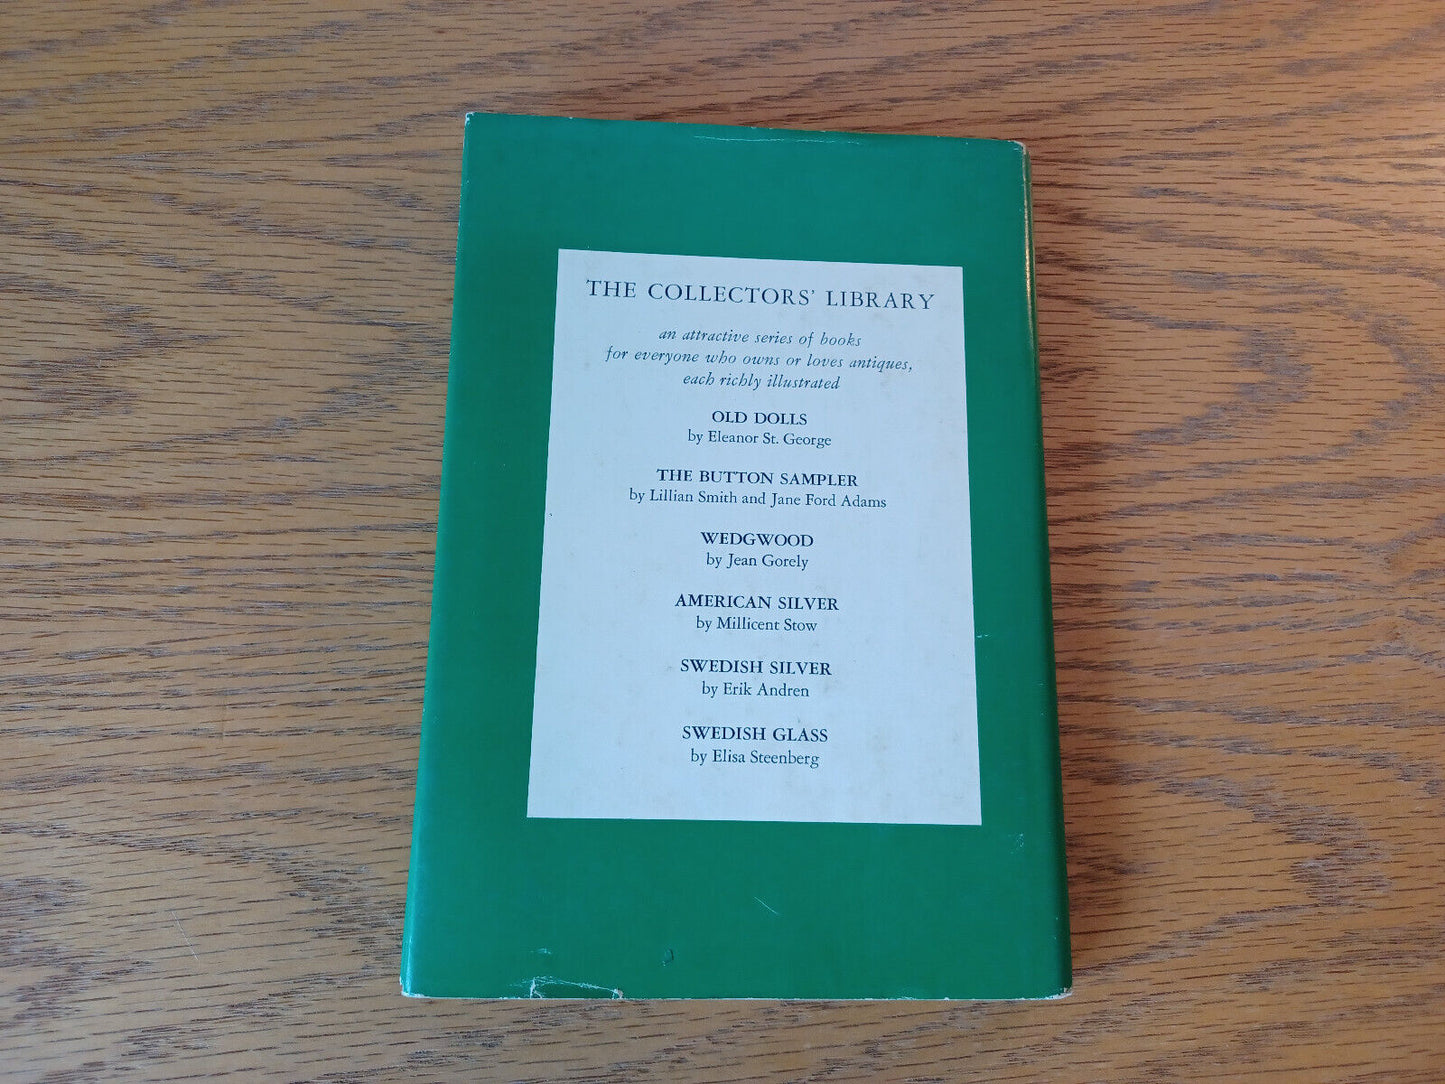 THE COLLECTORS' LIBRARY
an attractive series of books
for everyone who owns or loves antiques,
each richly illustrated
OLD DOLLS
by Eleanor St. George
THE BUTTON SAMPLER
by Lillian Smith and Jane Ford Adams
WEDGWOOD
by Jean Gorely
AMERICAN SILVER
by Millicent Stow
SWEDISH SILVER
by Erik Andren
SWEDISH GLASS
by Elisa Steenberg